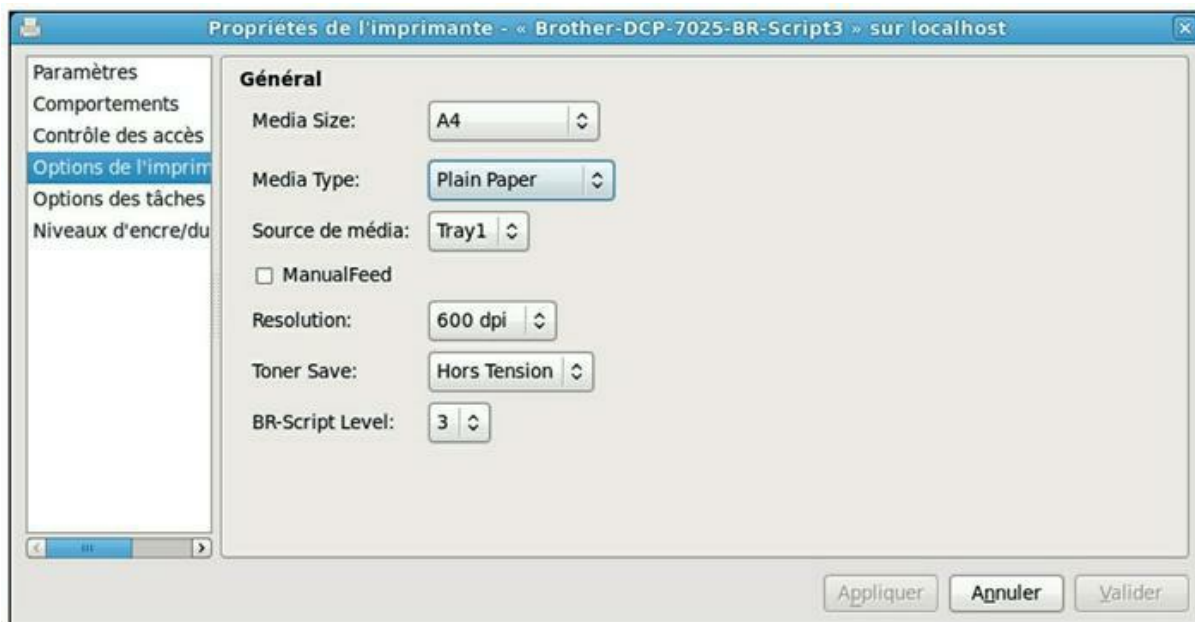 Propriétés de l'imprimante - « Brother-DCP-7025-BR-Script3 » sur localhost
Paramètres
Comportements
Contrôle des accès
Options de l'imprim
Options des tâches
Niveaux d'encre/du
Général
Media Size: A4
Media Type: Plain Paper
Source de média: Tray1
ManualFeed
Resolution: 600 dpi
Toner Save: Hors Tension
BR-Script Level: 3
Appliquer Annuler Valider